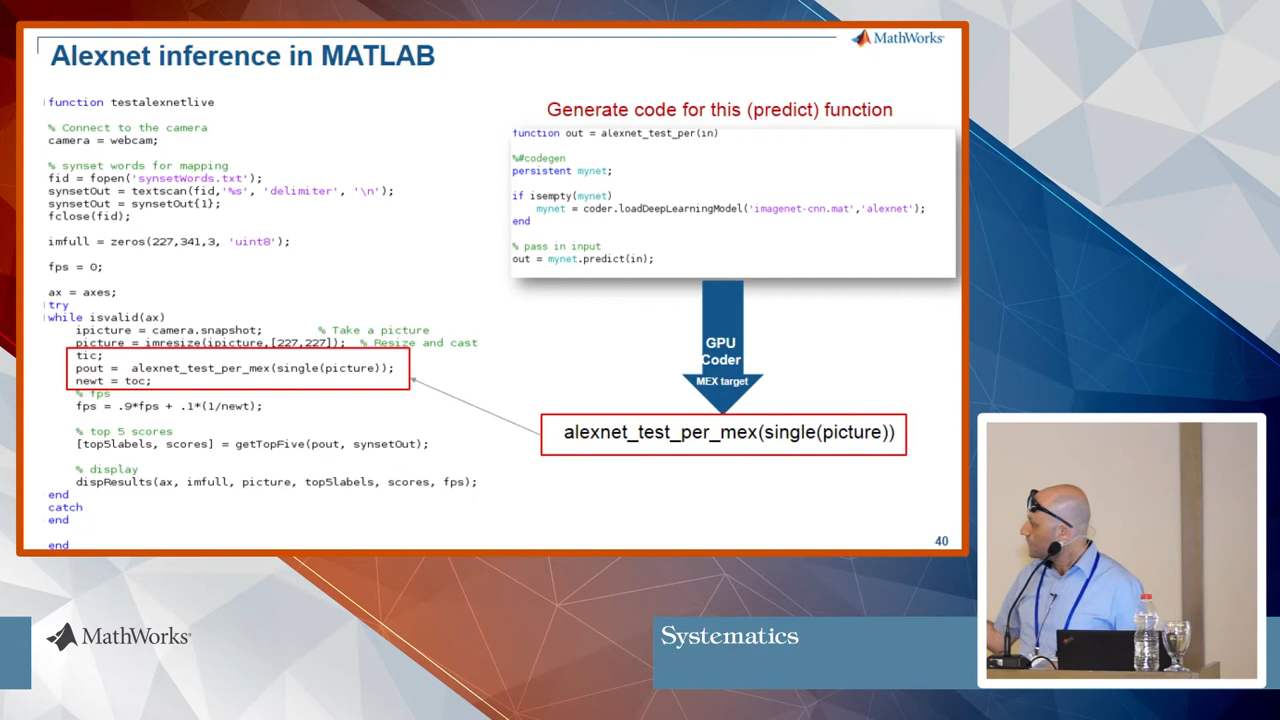 Alexnet inference in MATLAB
MathWorks®
function testalexnetlive
% Connect to the camera
camera = webcam;
% synset words for mapping
fid = fopen('synsetWords.txt');
synsetOut = textscan(fid,'%s', 'delimiter', '\n');
synsetOut = synsetOut{1};
fclose(fid);
imfull = zeros(227,341,3, 'uint8');
fps = 0;
ax = axes;
try
while isvalid(ax)
ipicture = camera.snapshot; % Take a picture
picture = imresize(ipicture,[227,227]); % Resize and cast
tic;
pout = alexnet_test_per_mex(single(picture));
newt = toc;
% fps
fps = .9*fps + .1*(1/newt);
% top 5 scores
[top5labels, scores] = getTopFive(pout, synsetOut);
% display
dispResults(ax, imfull, picture, top5labels, scores, fps);
end
catch
end
end
Generate code for this (predict) function
function out = alexnet_test_per(in)
%#codegen
persistent mynet;
if isempty(mynet)
mynet = coder.loadDeepLearningModel('imagenet-cnn.mat','alexnet');
end
% pass in input
out = mynet.predict(in);
GPU
Coder
MEX target
alexnet_test_per_mex(single(picture))
40
MathWorks®
Systematics